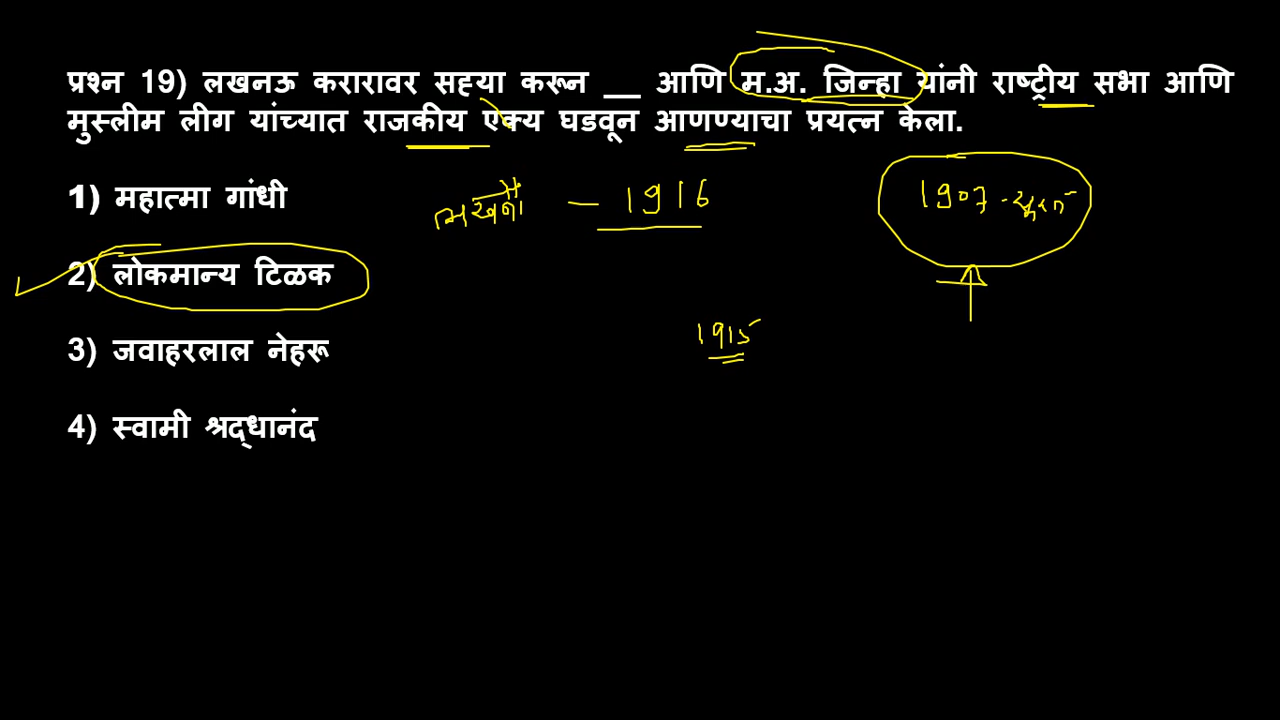 प्रश्न 19) लखनऊ करारावर सह्या करून __ आणि म.अ. जिन्हा यांनी राष्ट्रीय सभा आणि
मुस्लीम लीग यांच्यात राजकीय ऐक्य घडवून आणण्याचा प्रयत्न केला.
1) महात्मा गांधी
– 1916
1907 - सूरत
2) लोकमान्य टिळक
1915
3) जवाहरलाल नेहरू
4) स्वामी श्रद्धानंद